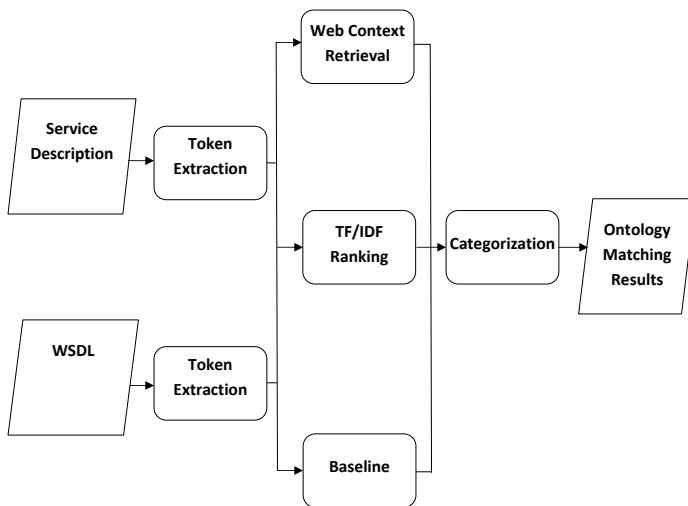 Web Context
Retrieval
Service
Description
Token
Extraction
TF/IDF
Ranking
Categorization
Ontology
Matching
Results
WSDL
Token
Extraction
Baseline